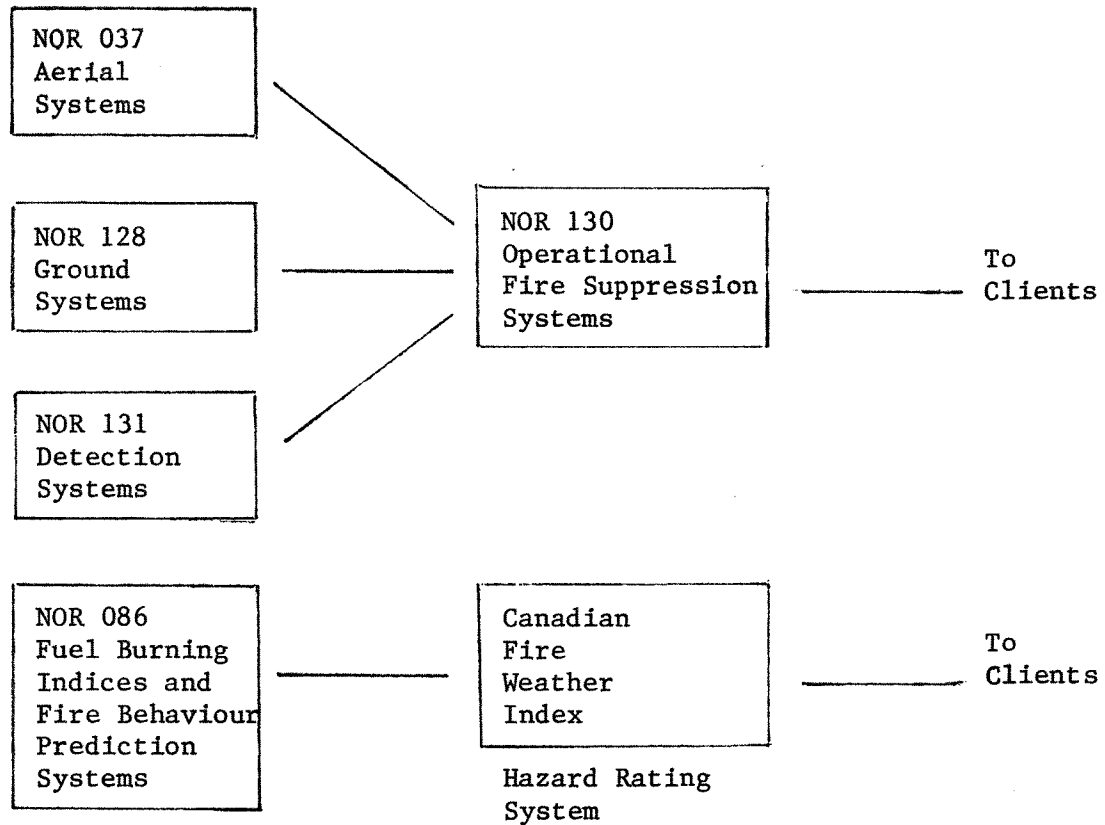 NOR 037
Aerial
Systems
NOR 128
Ground
Systems
NOR 131
Detection
Systems
NOR 130
Operational
Fire Suppression
Systems
To
Clients
NOR 086
Fuel Burning
Indices and
Fire Behaviour
Prediction
Systems
Canadian
Fire
Weather
Index
Hazard Rating
System
To
Clients